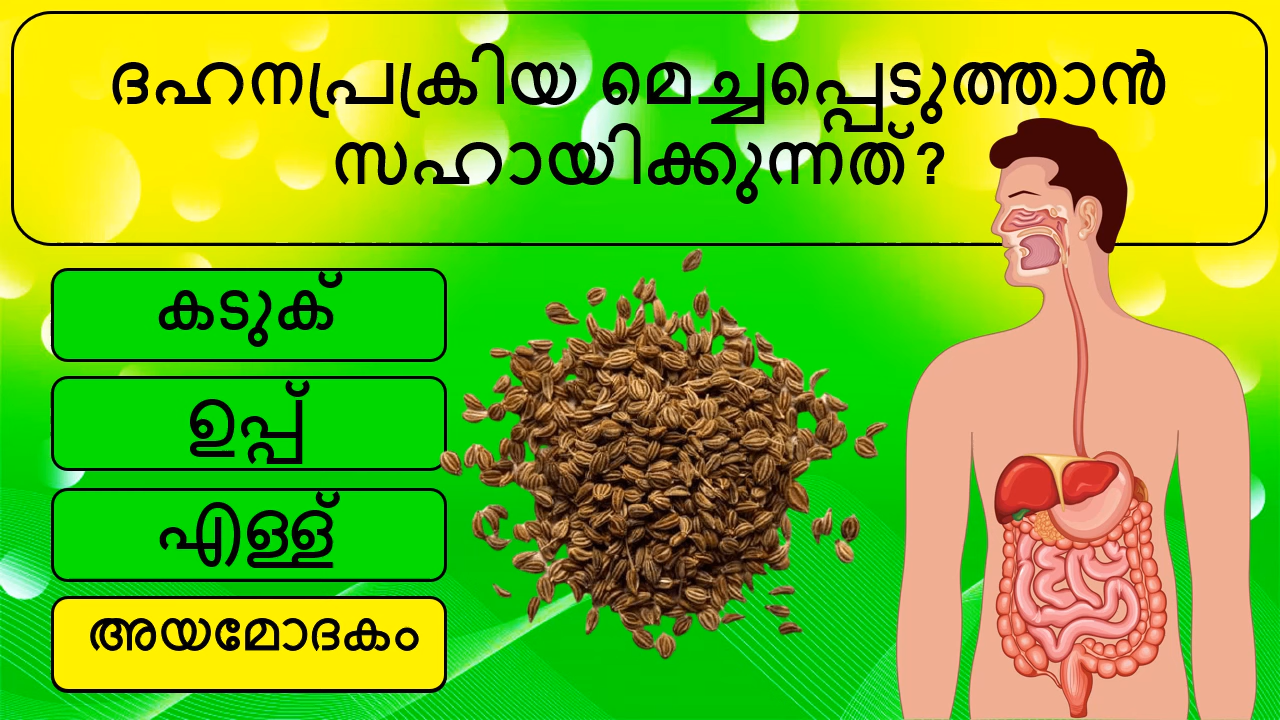 ദഹനപ്രക്രിയ മെച്ചപ്പെടുത്താൻ
സഹായിക്കുന്നത്?
കടുക്
ഉപ്പ്
എള്ള്
അയമോദകം